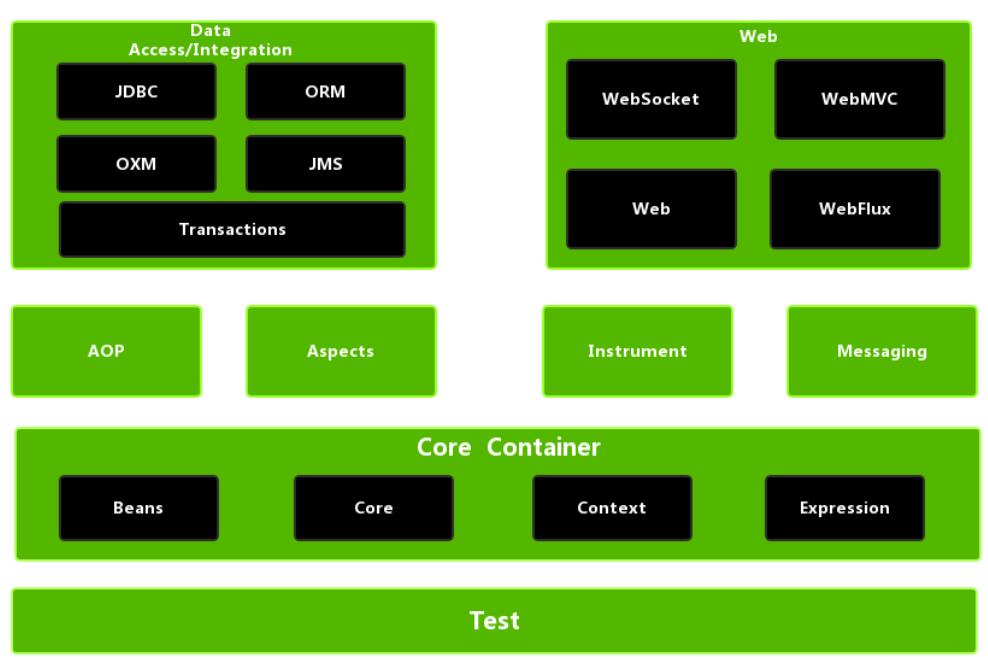 Data
Access/Integration
JDBC
ORM
OXM
JMS
Transactions
Web
WebSocket
WebMVC
Web
WebFlux
AOP
Aspects
Instrument
Messaging
Core Container
Beans
Core
Context
Expression
Test